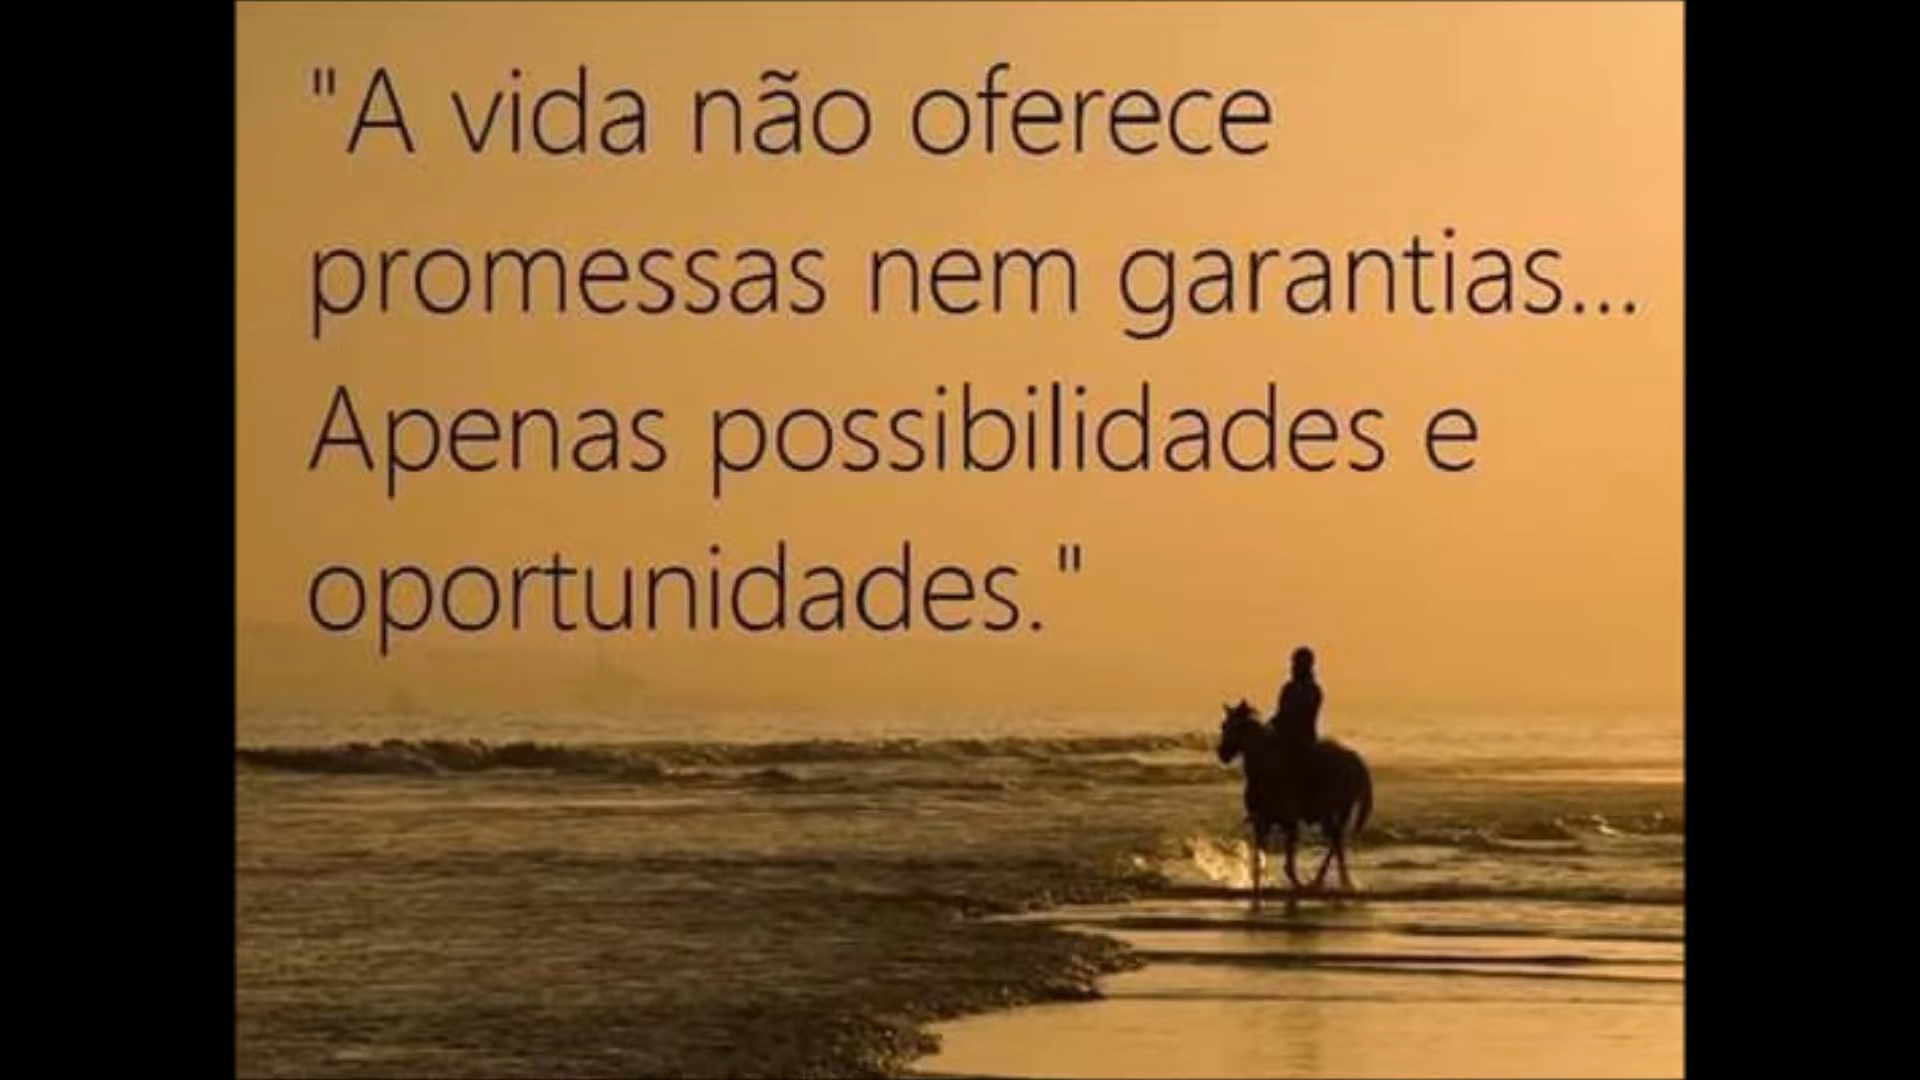 "A vida não oferece
promessas nem garantias...
Apenas possibilidades e
oportunidades."